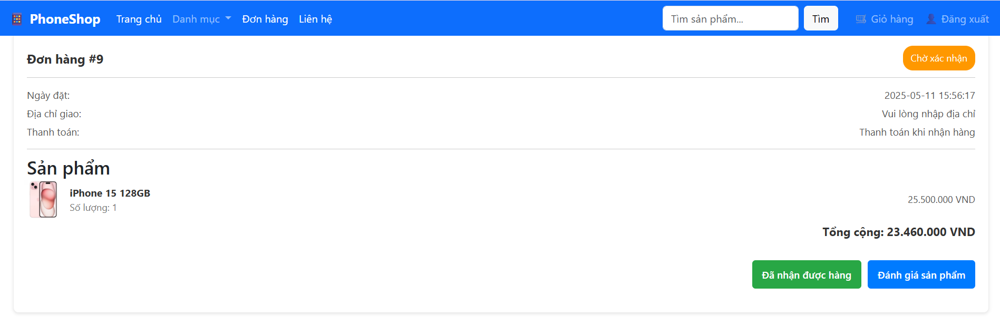 PhoneShop Trang chủ Danh mục Đơn hàng Liên hệ Tìm sản phẩm... Tìm Giỏ hàng Đăng xuất
Đơn hàng #9 Chờ xác nhận
Ngày đặt: 2025-05-11 15:56:17
Địa chỉ giao: Vui lòng nhập địa chỉ
Thanh toán: Thanh toán khi nhận hàng
Sản phẩm
iPhone 15 128GB
Số lượng: 1
25.500.000 VND
Tổng cộng: 23.460.000 VND
Đã nhận được hàng Đánh giá sản phẩm